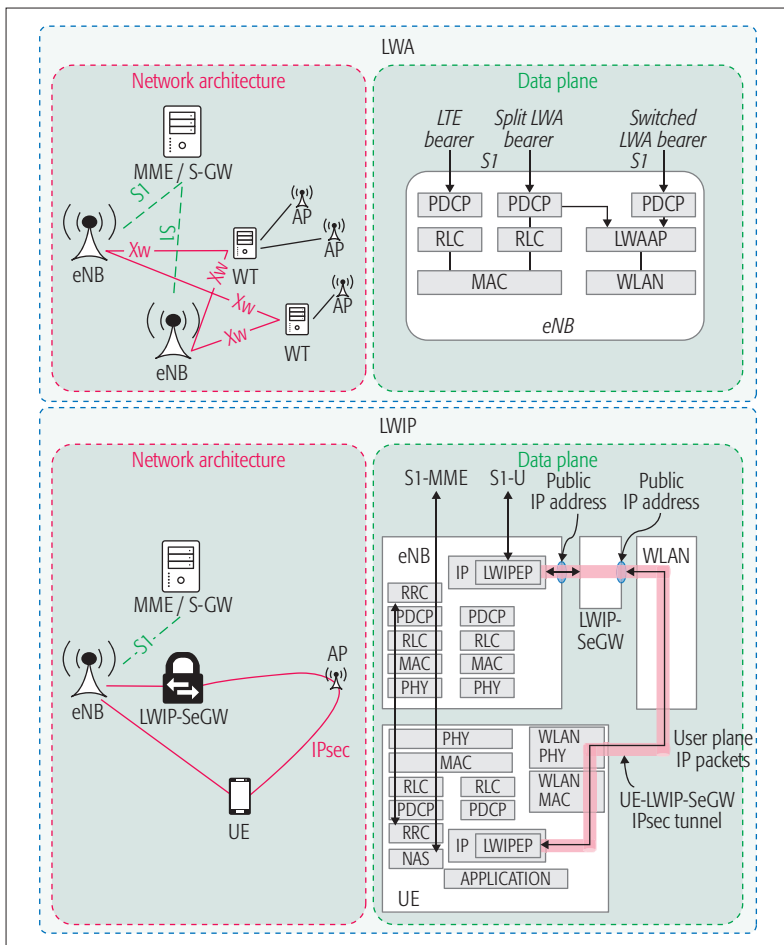 LWA
Network architecture
MME / S-GW
S1
S1
eNB
Xw
Xw
Xw
Xw
WT
AP
AP
AP
WT
eNB
Data plane
LTE
bearer
Split LWA
bearer
Switched
LWA bearer
S1
S1
PDCP
PDCP
PDCP
RLC
RLC
LWAAP
MAC
WLAN
eNB
LWIP
Network architecture
MME / S-GW
S1
eNB
LWIP-SeGW
AP
IPsec
UE
Data plane
S1-MME
S1-U
Public
IP address
Public
IP address
eNB
IP
LWIPEP
WLAN
RRC
PDCP
PDCP
RLC
RLC
MAC
MAC
PHY
PHY
LWIP-
SeGW
PHY
MAC
WLAN
PHY
WLAN
MAC
RLC
RLC
PDCP
PDCP
RRC
NAS
IP
LWIPEP
APPLICATION
UE
User plane
IP packets
UE-LWIP-SeGW
IPsec tunnel